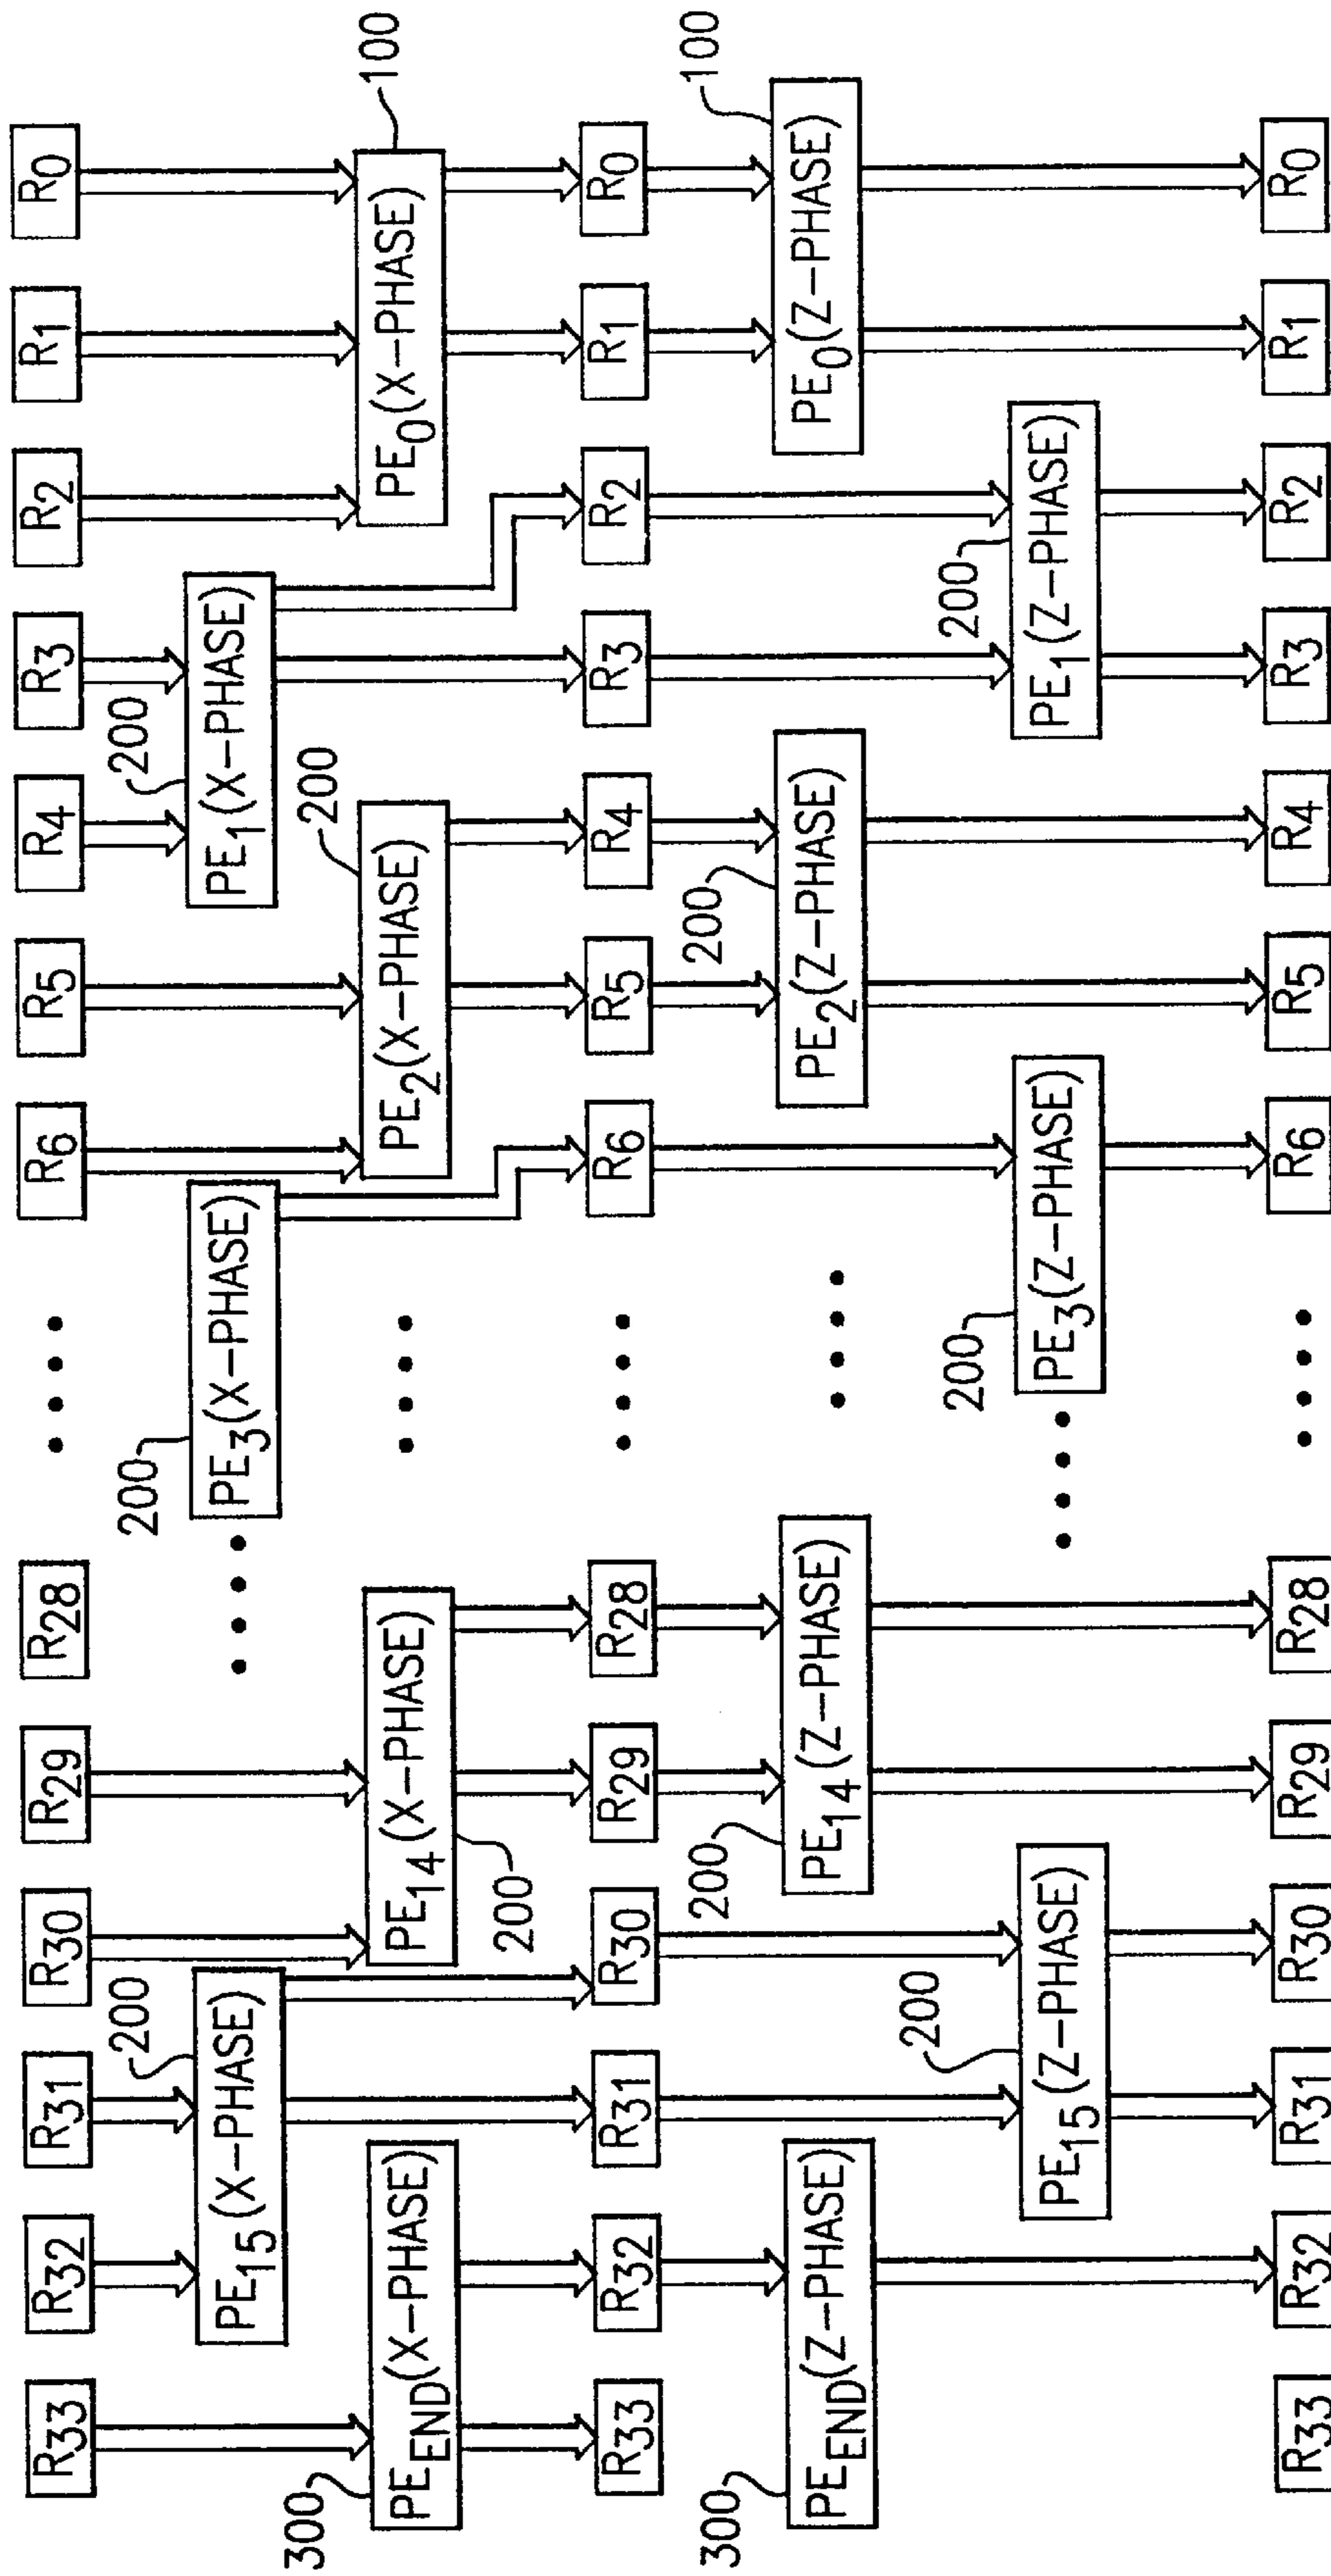 R33 R32 R31 R30 R29 R28 R6 R5 R4 R3 R2 R1 R0
200 200 200
PE15(X-PHASE) PE3(X-PHASE) PE1(X-PHASE)
300 200 100
PEEND(X-PHASE) PE14(X-PHASE) PE2(X-PHASE) PE0(X-PHASE)
200
R33 R32 R31 R30 R29 R28 R6 R5 R4 R3 R2 R1 R0
300 200 200 100
PEEND(Z-PHASE) PE14(Z-PHASE) PE2(Z-PHASE) PE0(Z-PHASE)
200 200 200
PE15(Z-PHASE) PE3(Z-PHASE) PE1(Z-PHASE)
R33 R32 R31 R30 R29 R28 R6 R5 R4 R3 R2 R1 R0